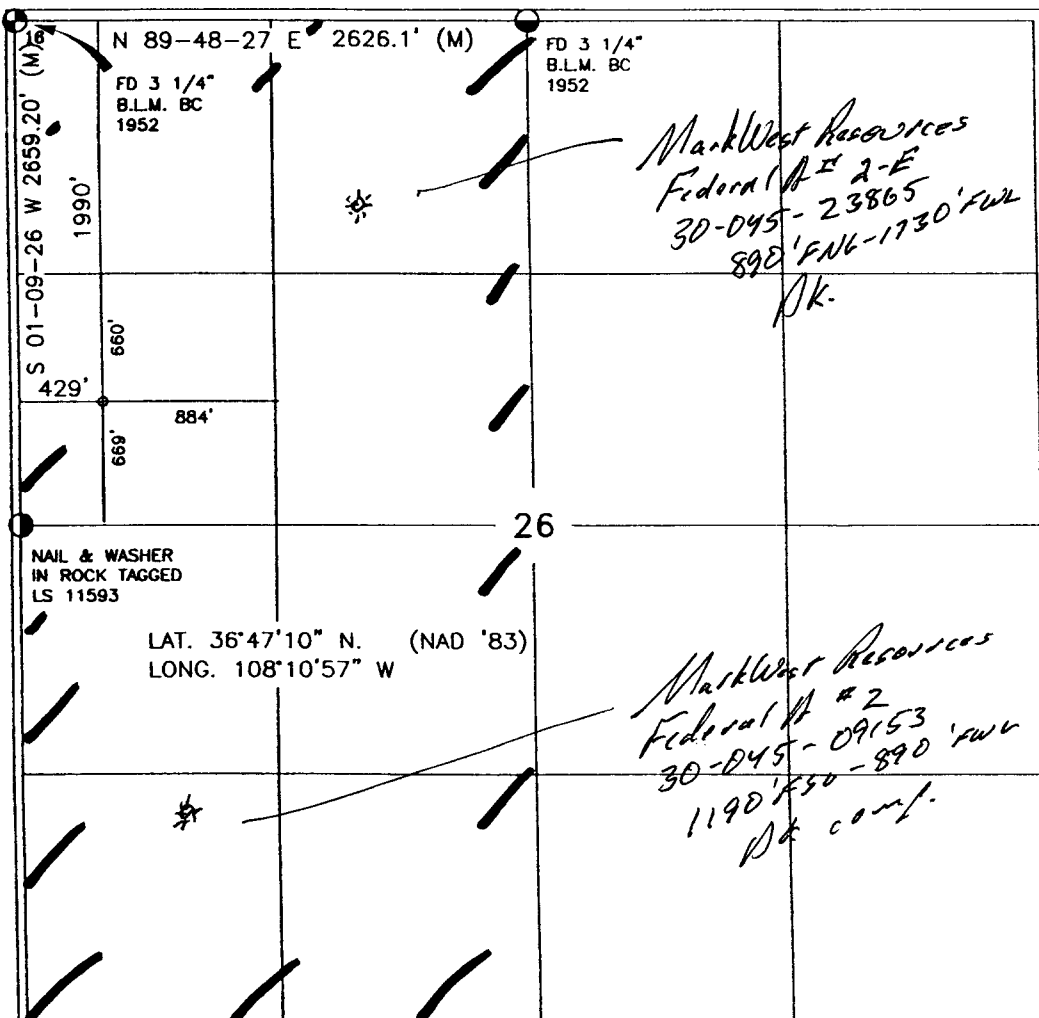 16 N 89-48-27 E 2626.1' (M)
FD 3 1/4"
B.L.M. BC
1952
FD 3 1/4"
B.L.M. BC
1952
S 01-09-26 W 2659.20' (M)
1990'
660'
429'
884'
669'
MarkWest Resources
Federal A # 2-E
30-045-23865
890' FNL-1730' FWL
DK.
26
NAIL & WASHER
IN ROCK TAGGED
LS 11593
LAT. 36°47'10" N. (NAD '83)
LONG. 108°10'57" W
MarkWest Resources
Federal A #2
30-045-09153
1190' FSL-890' FWL
DK comp.